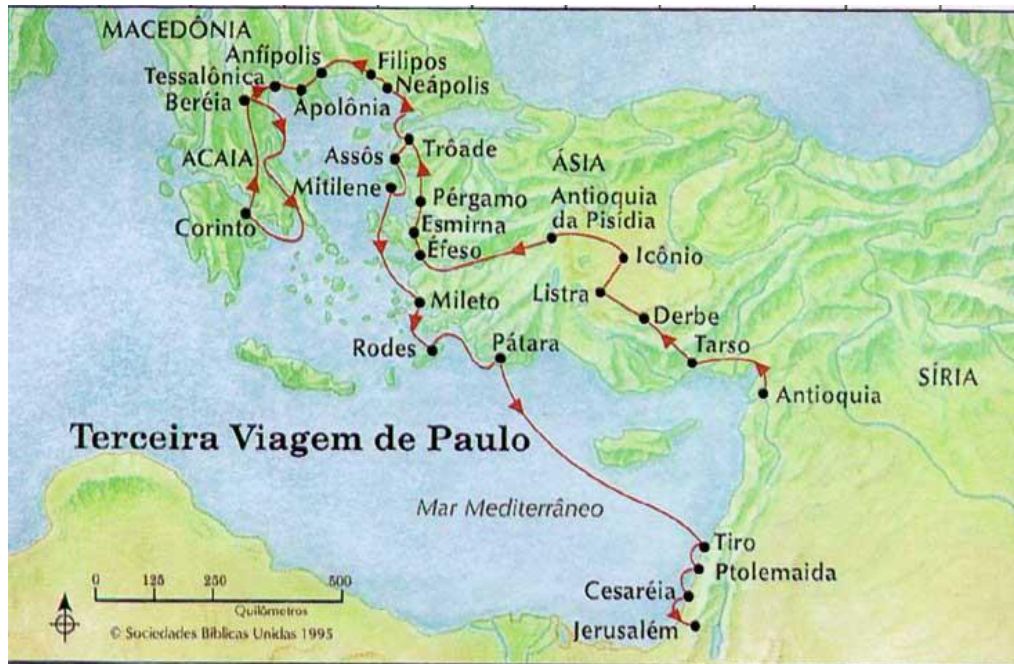 MACEDÔNIA
Anfípolis
Filipos
Tessalônica
Neápolis
Beréia
Apolônia
ACAIA
Assôs
Trôade
ÁSIA
Mitilene
Pérgamo
Antioquia
da Pisídia
Corinto
Esmirna
Éfeso
Icônio
Listra
Mileto
Derbe
Rodes
Pátara
Tarso
SÍRIA
Antioquia
Terceira Viagem de Paulo
Mar Mediterrâneo
Tiro
Ptolemaida
Cesaréia
Jerusalém
0 125 250 500
Quilômetros
© Sociedades Bíblicas Unidas 1995